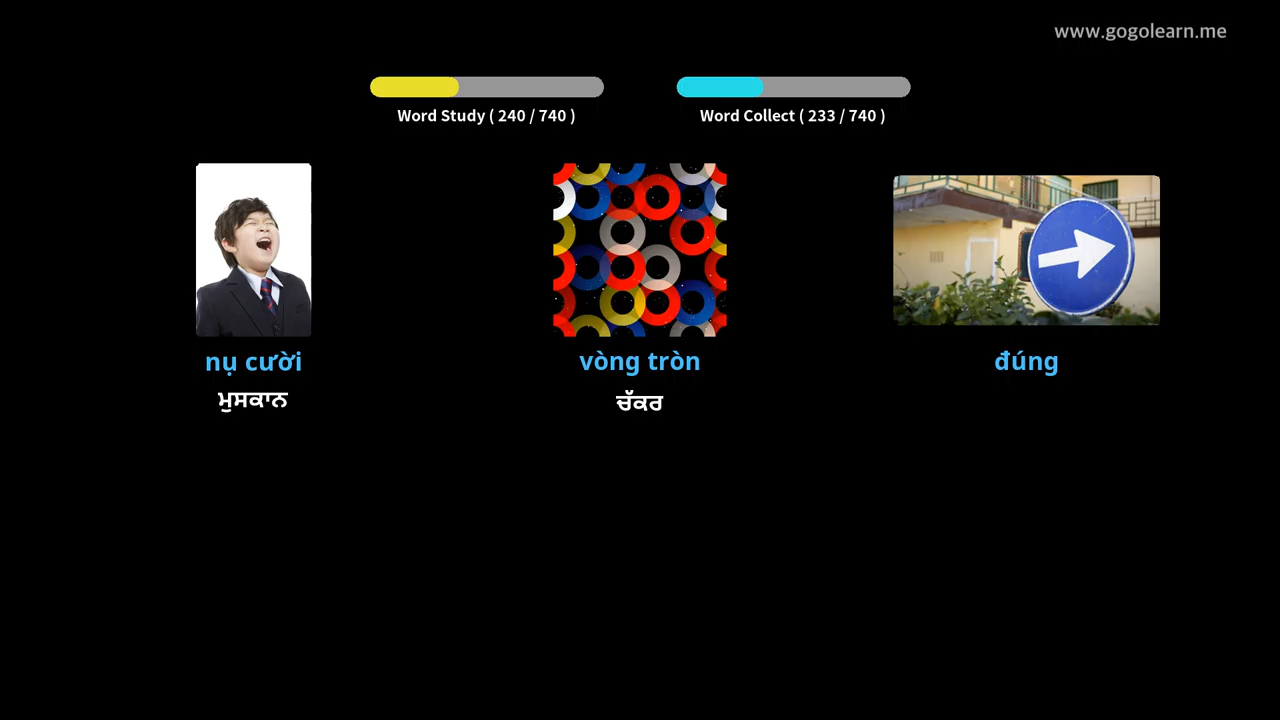 www.gogolearn.me
Word Study ( 240 / 740 )
Word Collect ( 233 / 740 )
nụ cười
vòng tròn
đúng
ਮੁਸਕਾਨ
ਚੱਕਰ